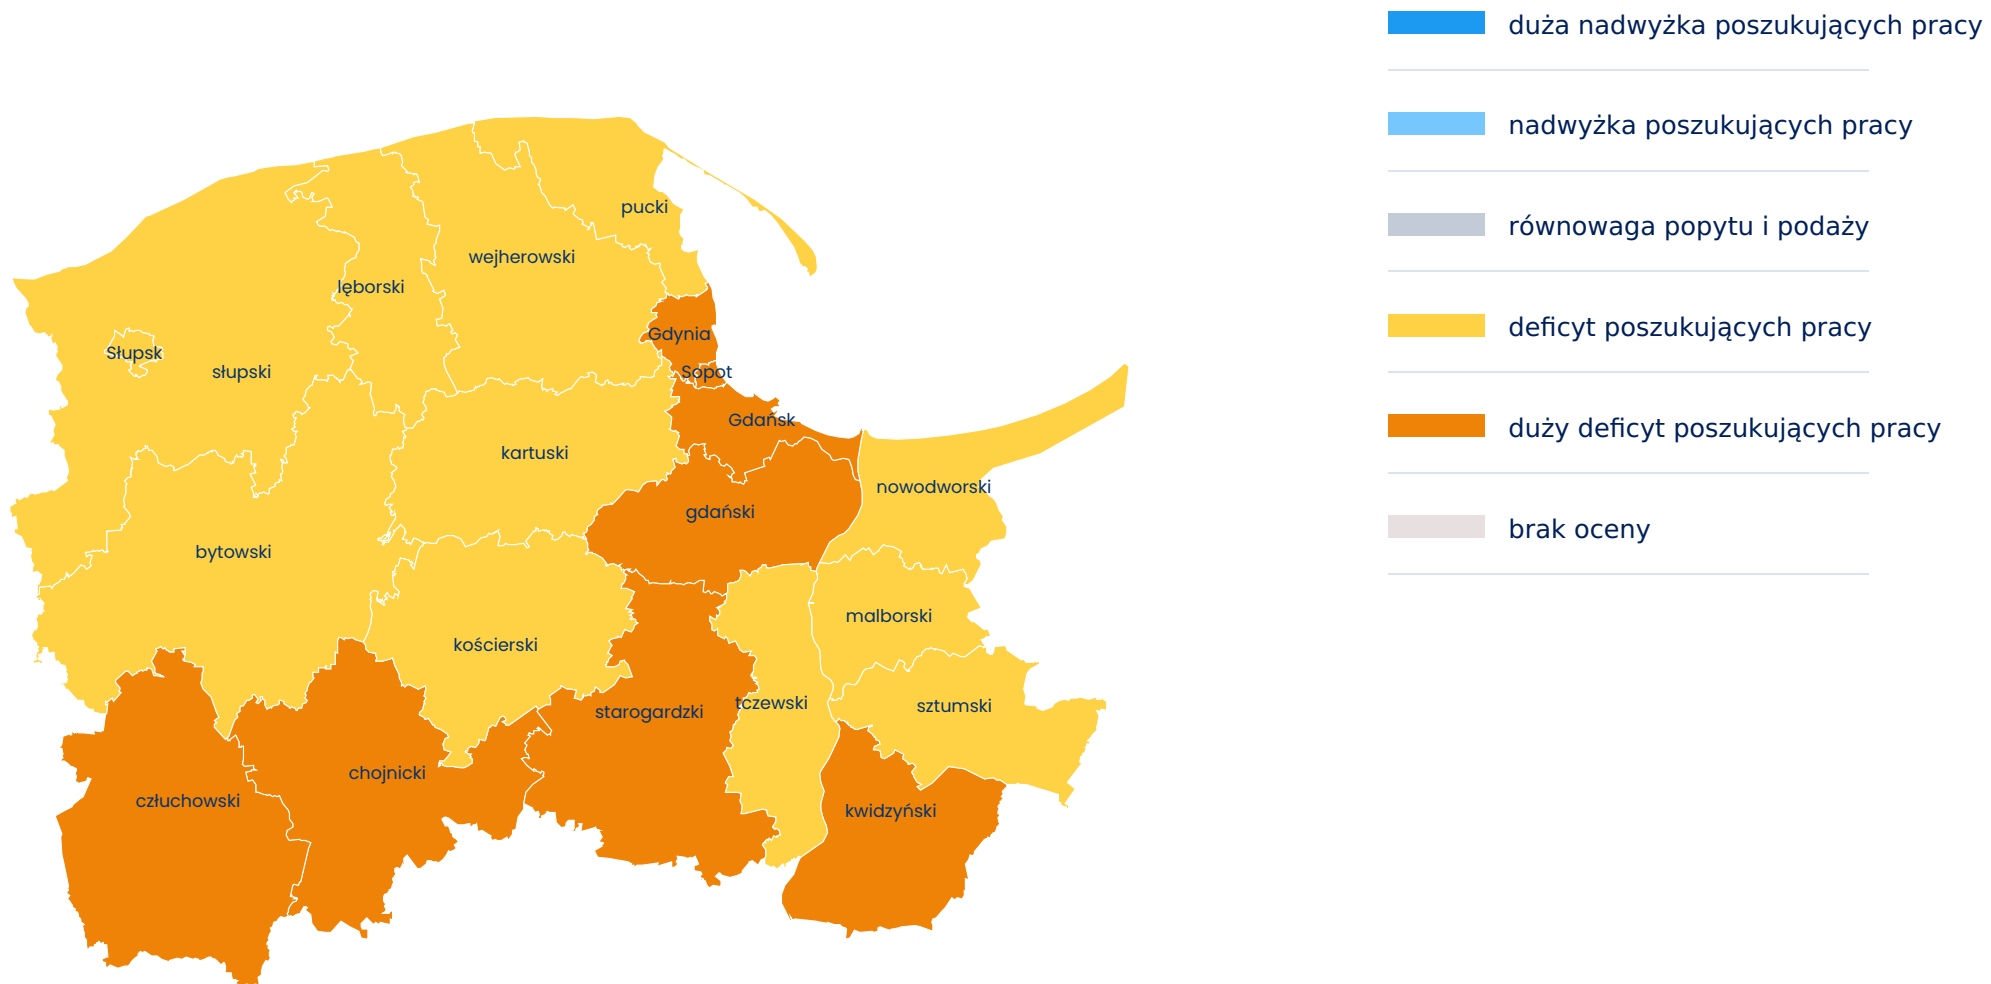 duża nadwyżka poszukujących pracy
nadwyżka poszukujących pracy
równowaga popytu i podaży
deficyt poszukujących pracy
duży deficyt poszukujących pracy
brak oceny
pucki
wejherowski
lęborski
Gdynia
Słupsk
słupski
Sopot
Gdańsk
kartuski
nowodworski
gdański
bytowski
malborski
kościerski
tczewski
sztumski
starogardzki
chojnicki
człuchowski
kwidzyński